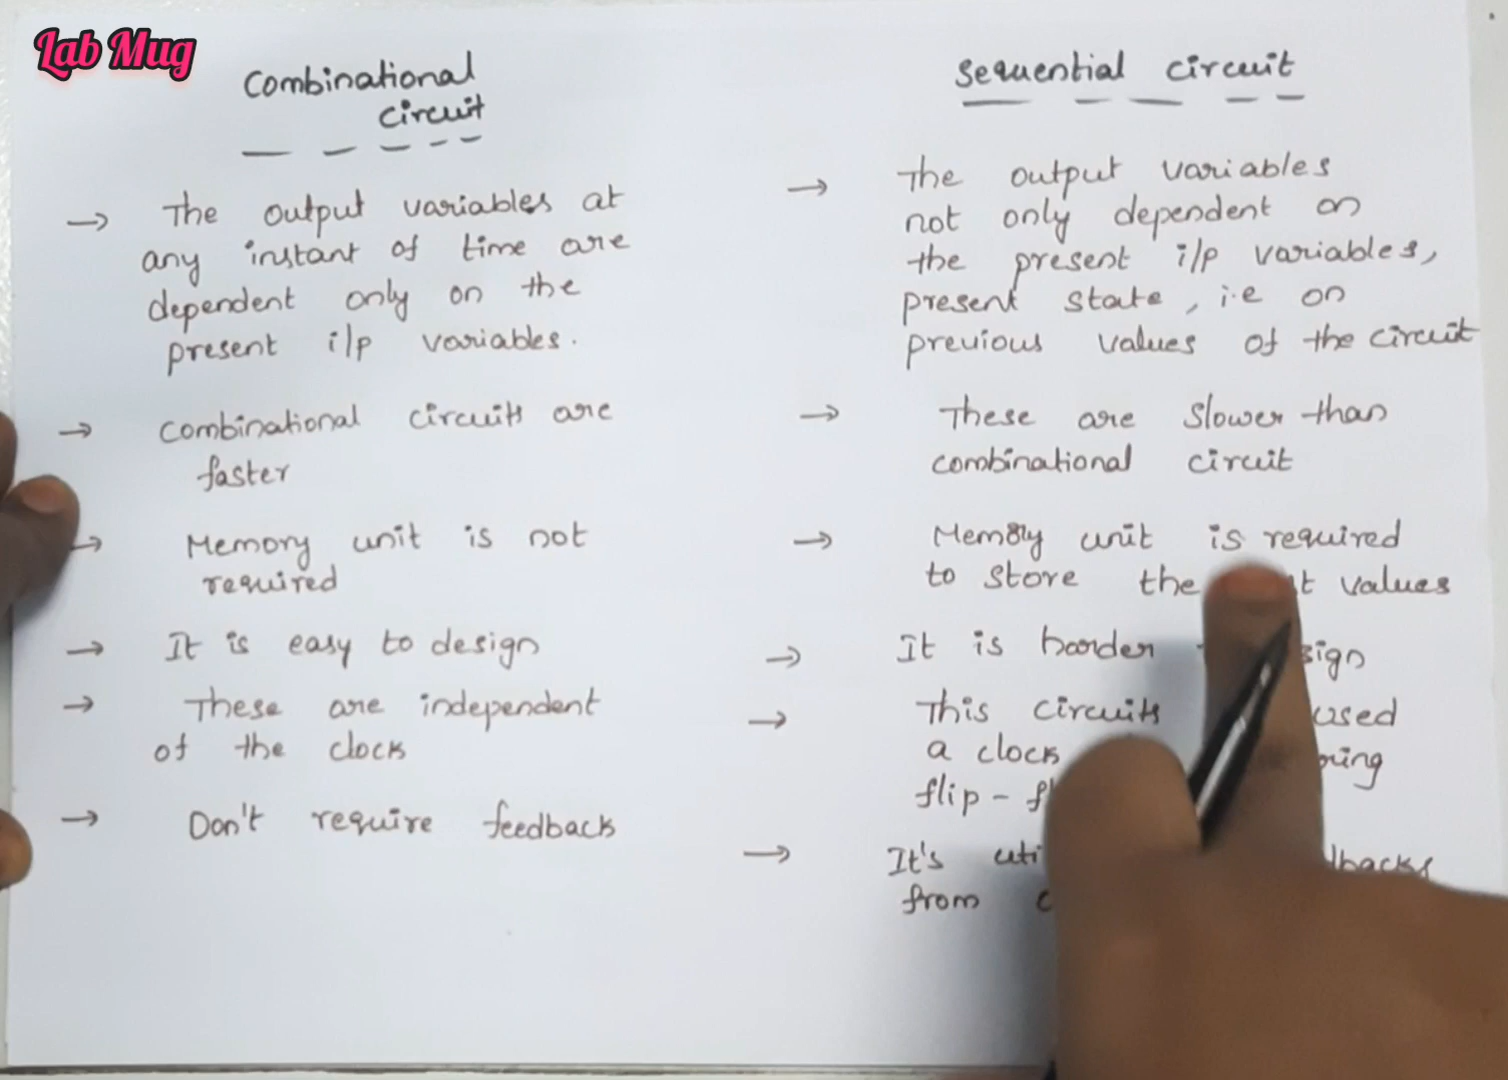 Lab Mug
Combinational
circuit
→ The output variables at
any instant of time are
dependent only on the
present i/p variables.
→ Combinational circuits are
faster
→ Memory unit is not
required
→ It is easy to design
→ These are independent
of the clock
→ Don't require feedback
Sequential circuit
→ The output variables
not only dependent on
the present i/p variables,
present state, i.e on
previous values of the circuit
→ These are slower than
combinational circuit
→ Memory unit is required
to store the values
→ It is harder
→ This circuits used
a clock
flip-
→ It's
from